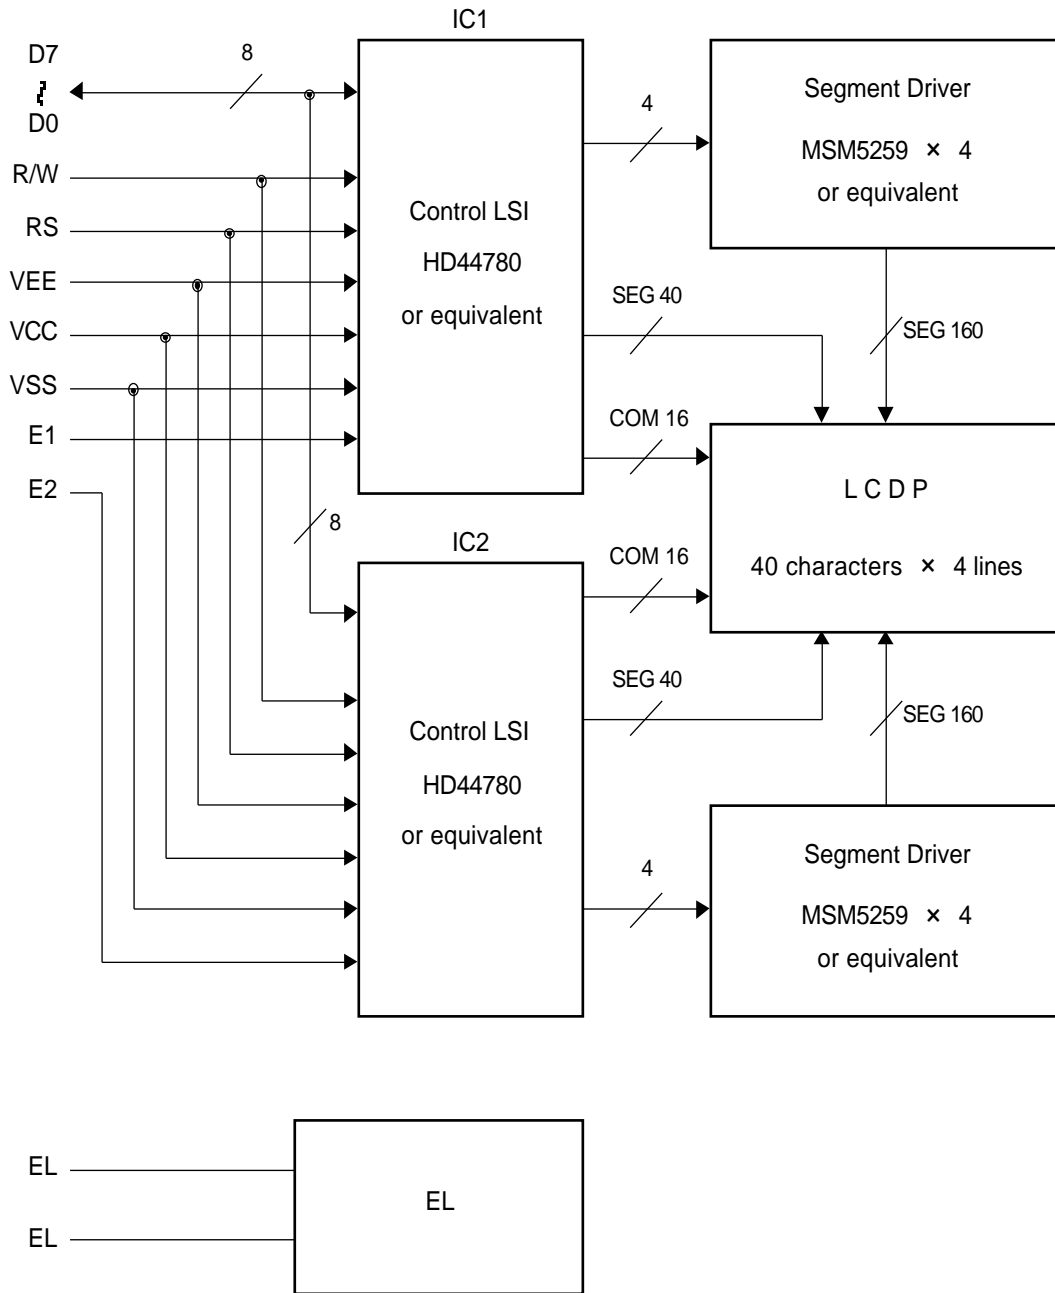 IC1
D7
D0
8
R/W
RS
VEE
VCC
VSS
E1
E2
Control LSI
HD44780
or equivalent
4
Segment Driver
MSM5259 × 4
or equivalent
SEG 40
SEG 160
COM 16
L C D P
40 characters × 4 lines
8
IC2
COM 16
SEG 40
SEG 160
Control LSI
HD44780
or equivalent
4
Segment Driver
MSM5259 × 4
or equivalent
EL
EL
EL